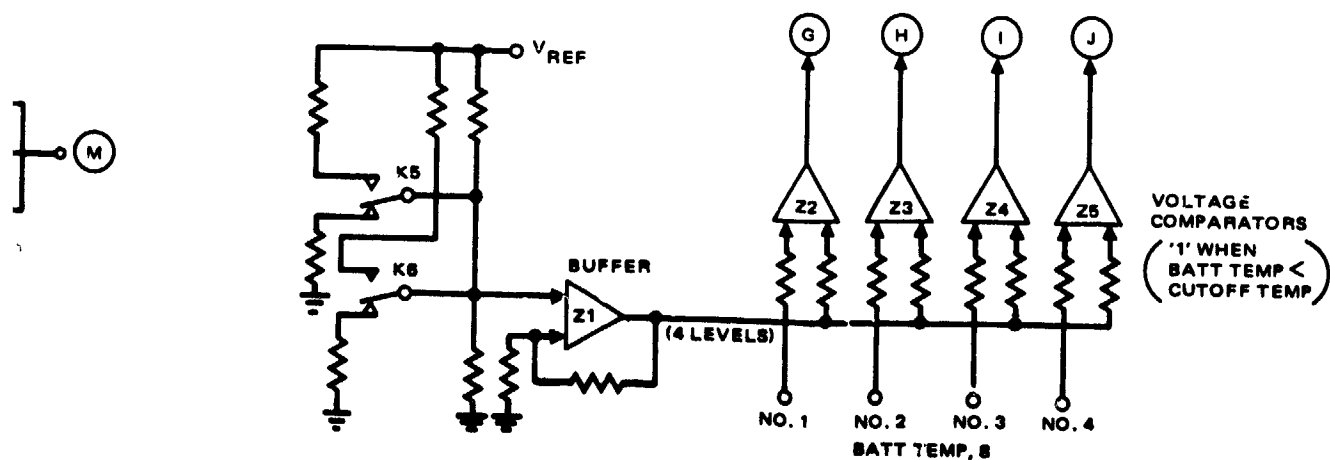 G H I J
V REF
M
K5
Z2 Z3 Z4 Z5
VOLTAGE
COMPARATORS
K6
BUFFER
'1' WHEN
BATT TEMP <
CUTOFF TEMP
Z1
(4 LEVELS)
NO. 1 NO. 2 NO. 3 NO. 4
BATT TEMP, 8